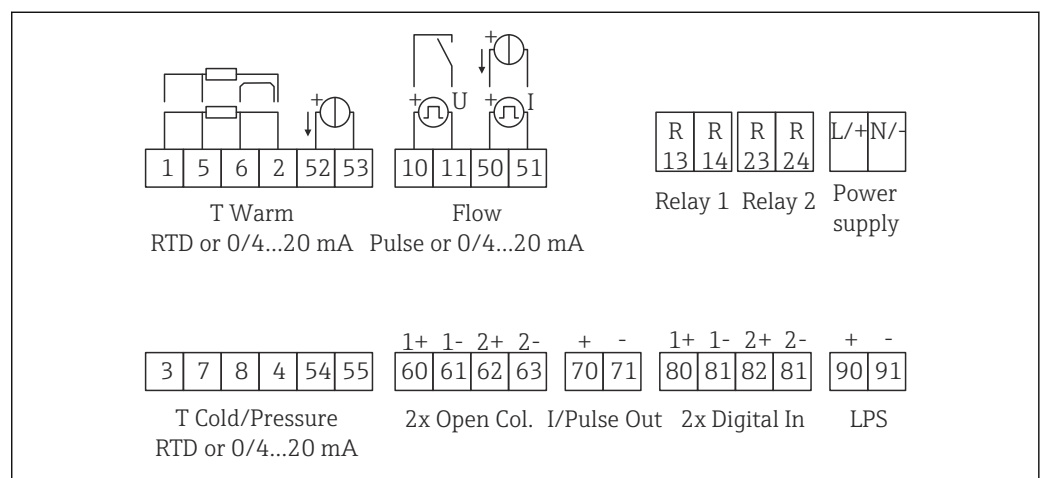 + + U + + I
R R R R L/+ N/-
13 14 23 24
1 5 6 2 52 53 10 11 50 51
T Warm Flow Relay 1 Relay 2 Power supply
RTD or 0/4...20 mA Pulse or 0/4...20 mA
1+ 1- 2+ 2- + - 1+ 1- 2+ 2- + -
3 7 8 4 54 55 60 61 62 63 70 71 80 81 82 81 90 91
T Cold/Pressure 2x Open Col. I/Pulse Out 2x Digital In LPS
RTD or 0/4...20 mA